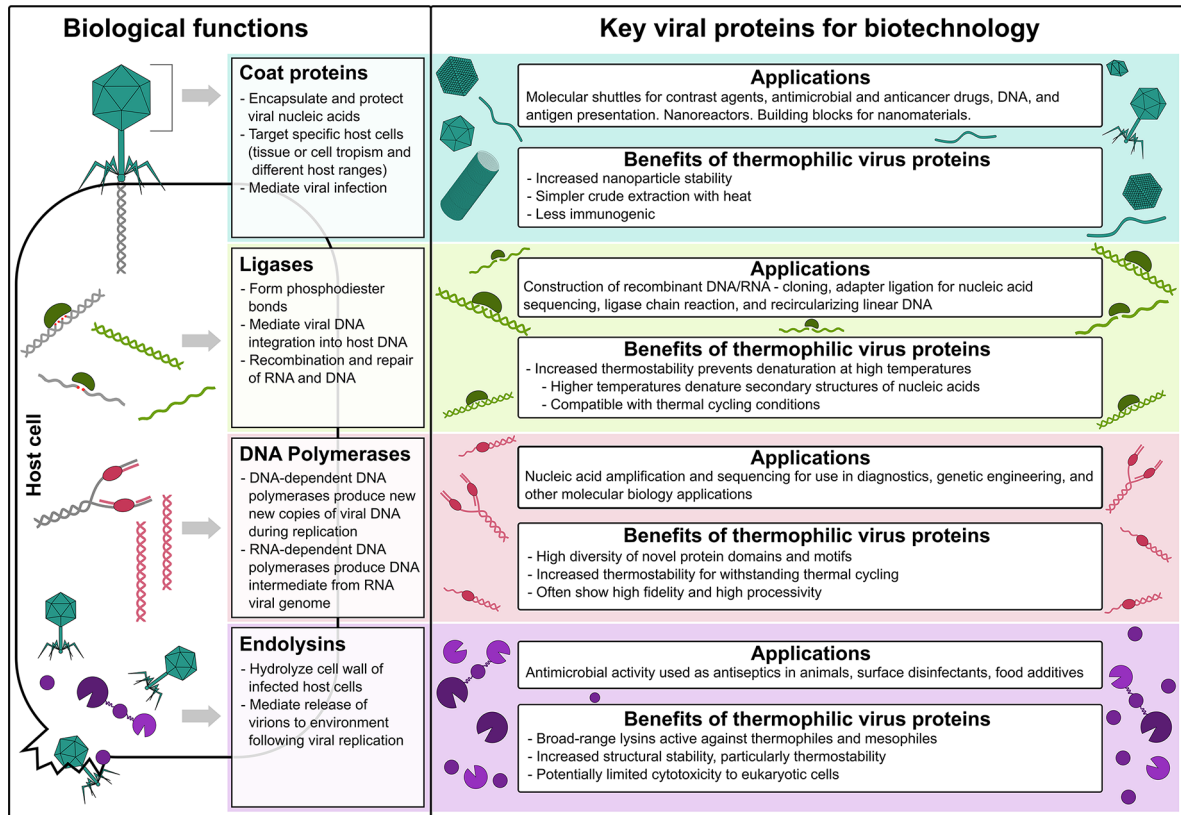 Biological functions
Key viral proteins for biotechnology
Host cell
Coat proteins
- Encapsulate and protect
viral nucleic acids
- Target specific host cells
(tissue or cell tropism and
different host ranges)
- Mediate viral infection
Applications
Molecular shuttles for contrast agents, antimicrobial and anticancer drugs, DNA, and
antigen presentation. Nanoreactors. Building blocks for nanomaterials.
Benefits of thermophilic virus proteins
- Increased nanoparticle stability
- Simpler crude extraction with heat
- Less immunogenic
Ligases
- Form phosphodiester
bonds
- Mediate viral DNA
integration into host DNA
- Recombination and repair
of RNA and DNA
Applications
Construction of recombinant DNA/RNA - cloning, adapter ligation for nucleic acid
sequencing, ligase chain reaction, and recircularizing linear DNA
Benefits of thermophilic virus proteins
- Increased thermostability prevents denaturation at high temperatures
- Higher temperatures denature secondary structures of nucleic acids
- Compatible with thermal cycling conditions
DNA Polymerases
- DNA-dependent DNA
polymerases produce new
new copies of viral DNA
during replication
- RNA-dependent DNA
polymerases produce DNA
intermediate from RNA
viral genome
Applications
Nucleic acid amplification and sequencing for use in diagnostics, genetic engineering, and
other molecular biology applications
Benefits of thermophilic virus proteins
- High diversity of novel protein domains and motifs
- Increased thermostability for withstanding thermal cycling
- Often show high fidelity and high processivity
Endolysins
- Hydrolyze cell wall of
infected host cells
- Mediate release of
virions to environment
following viral replication
Applications
Antimicrobial activity used as antiseptics in animals, surface disinfectants, food additives
Benefits of thermophilic virus proteins
- Broad-range lysins active against thermophiles and mesophiles
- Increased structural stability, particularly thermostability
- Potentially limited cytotoxicity to eukaryotic cells